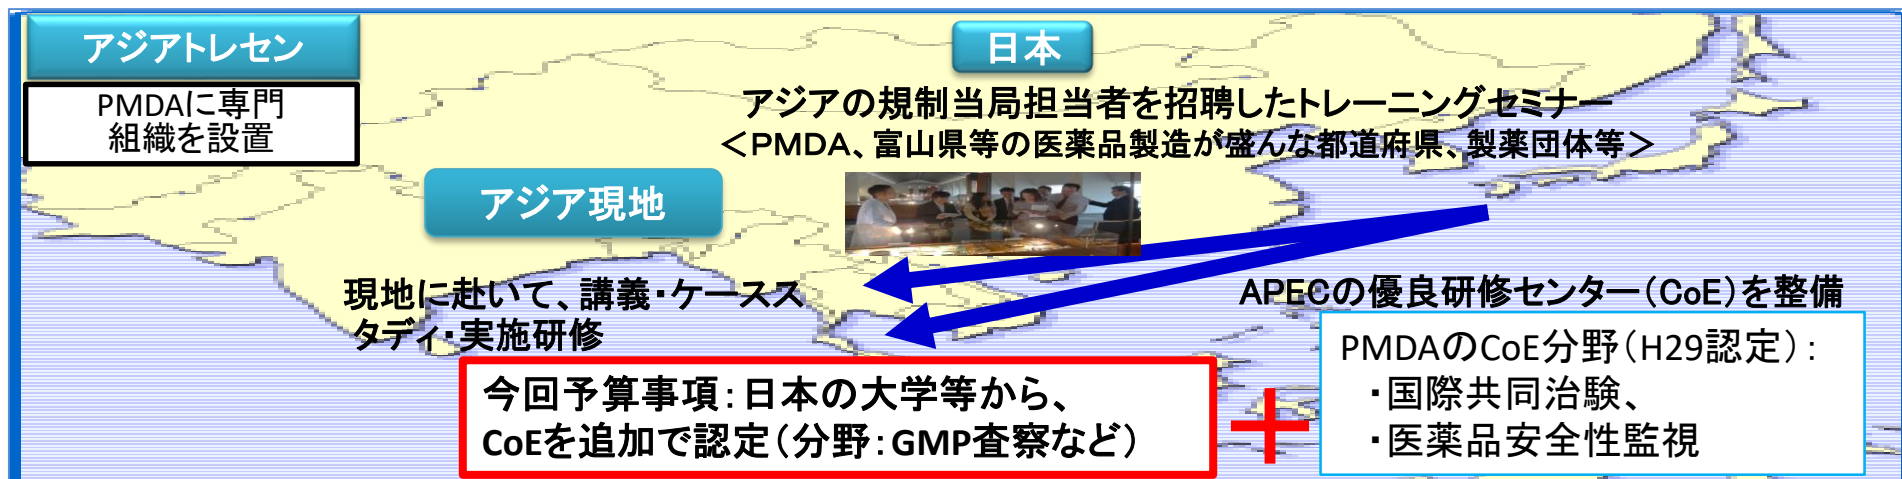 アジアトレセン
PMDAに専門
組織を設置
日本
アジアの規制当局担当者を招聘したトレーニングセミナー
＜PMDA、富山県等の医薬品製造が盛んな都道府県、製薬団体等＞
アジア現地
現地に赴いて、講義・ケースス
タディ・実施研修
APECの優良研修センター（CoE）を整備
PMDAのCoE分野（H29認定）：
・国際共同治験、
・医薬品安全性監視
今回予算事項：日本の大学等から、
CoEを追加で認定（分野：GMP査察など）
+